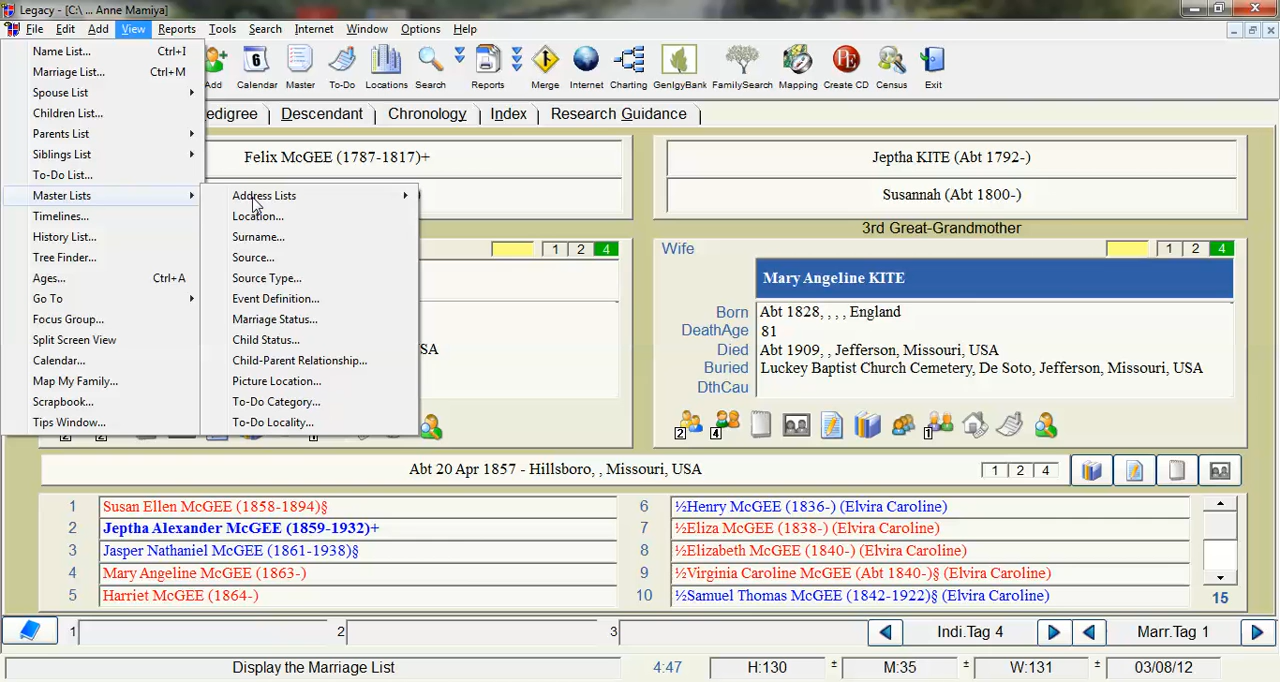 Legacy - [C:\ ... Anne Mamiya]
File Edit Add View Reports Tools Search Internet Window Options Help
Name List... Ctrl+I
Marriage List... Ctrl+M
Spouse List
Children List...
Parents List
Siblings List
To-Do List...
Master Lists
Timelines...
History List...
Tree Finder...
Ages... Ctrl+A
Go To
Focus Group...
Split Screen View
Calendar...
Map My Family...
Scrapbook...
Tips Window...
Address Lists
Location...
Surname...
Source...
Source Type...
Event Definition...
Marriage Status...
Child Status...
Child-Parent Relationship...
Picture Location...
To-Do Category...
To-Do Locality...
6
Add Calendar Master To-Do Locations Search Reports Merge Internet Charting GenlgyBank FamilySearch Mapping Create CD Census Exit
edigree Descendant Chronology Index Research Guidance
Felix McGEE (1787-1817)+
Jeptha KITE (Abt 1792-)
Susannah (Abt 1800-)
3rd Great-Grandmother
1 2 4
Wife 1 2 4
Mary Angeline KITE
Born Abt 1828, , , , England
DeathAge 81
Died Abt 1909, , Jefferson, Missouri, USA
Buried Luckey Baptist Church Cemetery, De Soto, Jefferson, Missouri, USA
DthCau
SA
2 4 1
Abt 20 Apr 1857 - Hillsboro, , Missouri, USA 1 2 4
1 Susan Ellen McGEE (1858-1894)§
2 Jeptha Alexander McGEE (1859-1932)+
3 Jasper Nathaniel McGEE (1861-1938)§
4 Mary Angeline McGEE (1863-)
5 Harriet McGEE (1864-)
6 ½Henry McGEE (1836-) (Elvira Caroline)
7 ½Eliza McGEE (1838-) (Elvira Caroline)
8 ½Elizabeth McGEE (1840-) (Elvira Caroline)
9 ½Virginia Caroline McGEE (Abt 1840-)§ (Elvira Caroline)
10 ½Samuel Thomas McGEE (1842-1922)§ (Elvira Caroline)
15
1 2 3 Indi.Tag 4 Marr.Tag 1
Display the Marriage List 4:47 H:130 ± M:35 ± W:131 ± 03/08/12